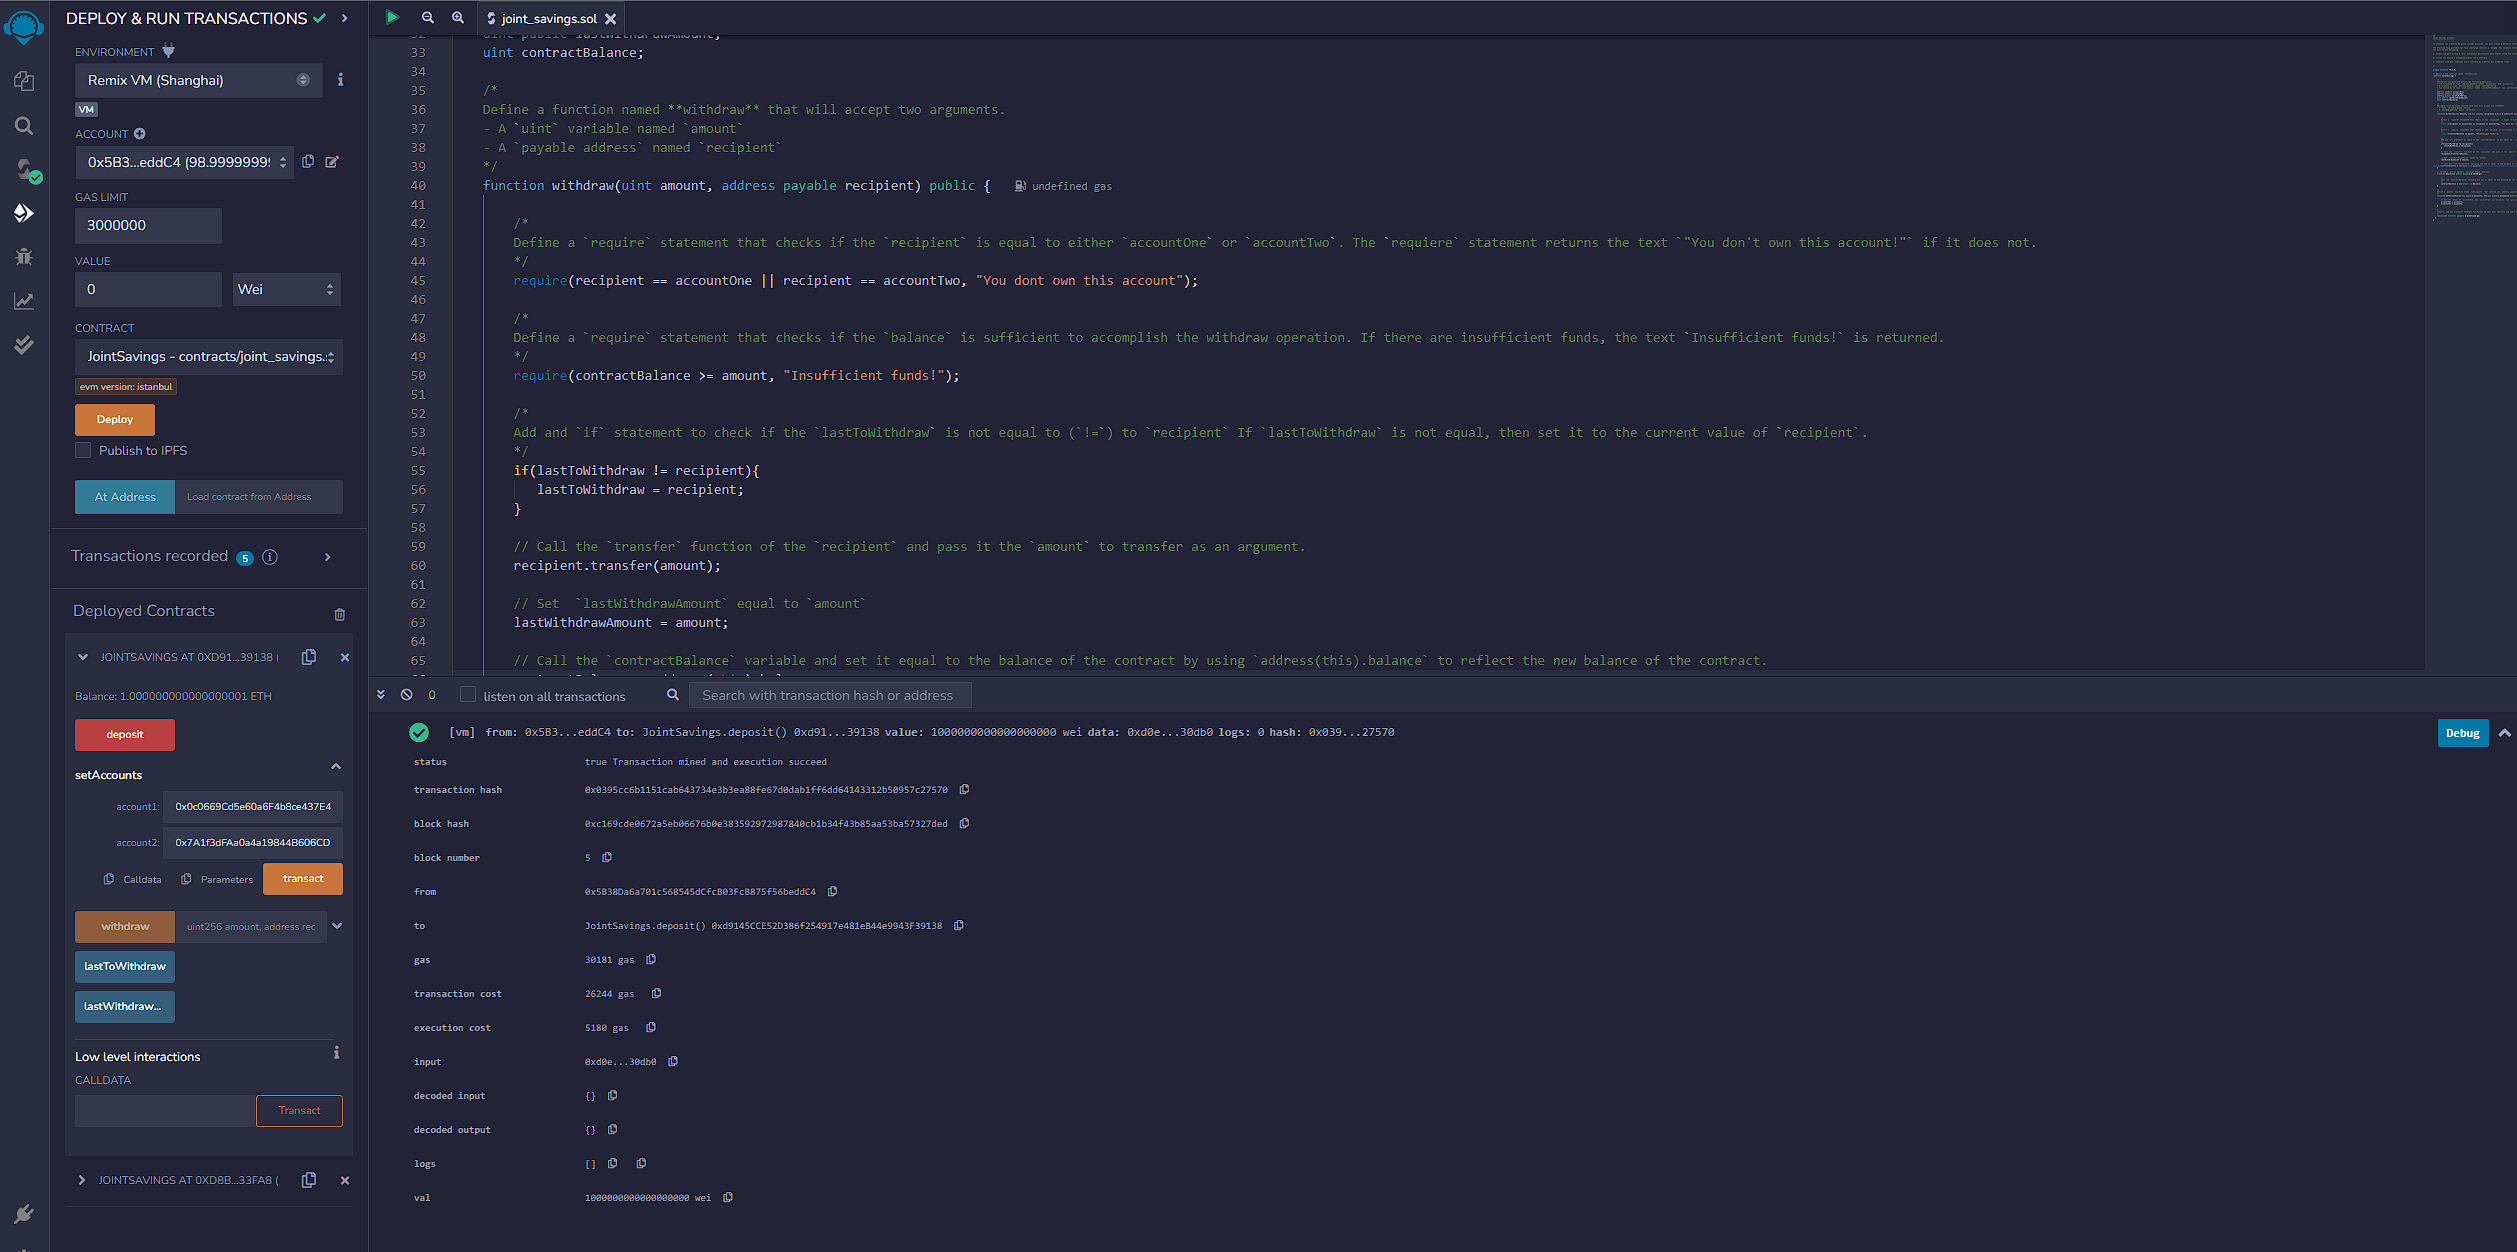 DEPLOY & RUN TRANSACTIONS
ENVIRONMENT
Remix VM (Shanghai)
VM
ACCOUNT
0x5B3...eddC4 (98.9999999
GAS LIMIT
3000000
VALUE
0
Wei
CONTRACT
JointSavings - contracts/joint_savings.
evm version: istanbul
Deploy
Publish to IPFS
At Address
Load contract from Address
Transactions recorded 5
Deployed Contracts
JOINTSAVINGS AT 0XD91...39138 (
Balance: 1.000000000000000001 ETH
deposit
setAccounts
account1: 0x0c0669Cd5e60a6F4b8ce437E4
account2: 0x7A1f3dFAa0a4a19844B606CD
Calldata Parameters transact
withdraw uint256 amount, address rec
lastToWithdraw
lastWithdraw...
Low level interactions
CALLDATA
Transact
JOINTSAVINGS AT 0XD8B...33FA8 (
joint_savings.sol
33 uint contractBalance;
34
35 /*
36 Define a function named **withdraw** that will accept two arguments.
37 - A `uint` variable named `amount`
38 - A `payable address` named `recipient`
39 */
40 function withdraw(uint amount, address payable recipient) public { undefined gas
41
42 /*
43 Define a `require` statement that checks if the `recipient` is equal to either `accountOne` or `accountTwo`. The `requiere` statement returns the text `"You don't own this account!"` if it does not.
44 */
45 require(recipient == accountOne || recipient == accountTwo, "You dont own this account");
46
47 /*
48 Define a `require` statement that checks if the `balance` is sufficient to accomplish the withdraw operation. If there are insufficient funds, the text `Insufficient funds!` is returned.
49 */
50 require(contractBalance >= amount, "Insufficient funds!");
51
52 /*
53 Add and `if` statement to check if the `lastToWithdraw` is not equal to (`!=`) to `recipient` If `lastToWithdraw` is not equal, then set it to the current value of `recipient`.
54 */
55 if(lastToWithdraw != recipient){
56 lastToWithdraw = recipient;
57 }
58
59 // Call the `transfer` function of the `recipient` and pass it the `amount` to transfer as an argument.
60 recipient.transfer(amount);
61
62 // Set  `lastWithdrawAmount` equal to `amount`
63 lastWithdrawAmount = amount;
64
65 // Call the `contractBalance` variable and set it equal to the balance of the contract by using `address(this).balance` to reflect the new balance of the contract.
0 listen on all transactions Search with transaction hash or address
[vm] from: 0x5B3...eddC4 to: JointSavings.deposit() 0xd91...39138 value: 1000000000000000000 wei data: 0xd0e...30db0 logs: 0 hash: 0x039...27570
Debug
status true Transaction mined and execution succeed
transaction hash 0x0395cc6b1151cab643734e3b3ea88fe67d0dab1ff6dd64143312b50957c27570
block hash 0xc169cde0672a5eb06676b0e383592972987840cb1b34f43b85aa53ba57327ded
block number 5
from 0x5B38Da6a701c568545dCfcB03FcB875f56beddC4
to JointSavings.deposit() 0xd9145CCE52D386f254917e481eB44e9943F39138
gas 30181 gas
transaction cost 26244 gas
execution cost 5180 gas
input 0xd0e...30db0
decoded input {}
decoded output {}
logs []
val 1000000000000000000 wei